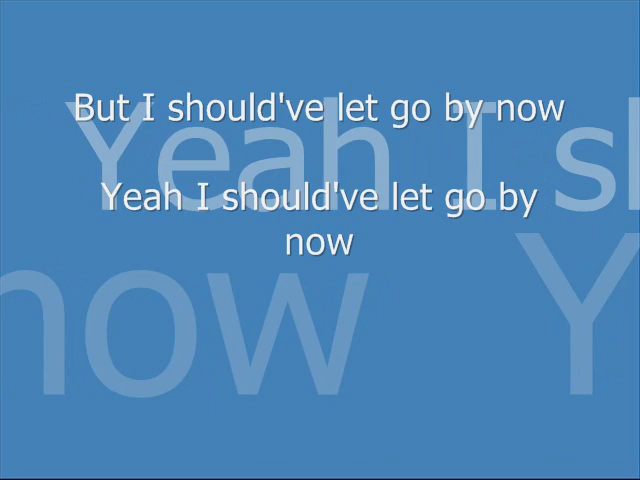 But I should've let go by now
Yeah I should've let go by
now
Yeah I sh
now Y